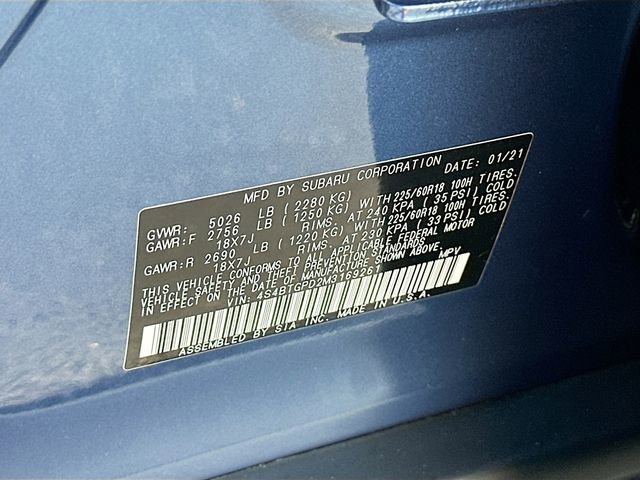 MFD BY SUBARU CORPORATION DATE: 01/21
GVWR: 5026 LB ( 2280 KG)
GAWR:F 2756 LB ( 1250 KG) 225/60R18 100H TIRES.
18X7J RIMS. AT 240 KPA ( 35 PSI) COLD
GAWR:R 2690 LB ( 1220 KG) 225/60R18 100H TIRES.
18X7J RIMS. AT 230 KPA ( 33 PSI) COLD
THIS VEHICLE CONFORMS TO ALL APPLICABLE FEDERAL MOTOR
VEHICLE SAFETY AND THEFT PREVENTION STANDARDS
IN EFFECT ON THE DATE OF MANUFACTURE SHOWN ABOVE.
VIN: 4S4BTGPD2M3169261 MPV
ASSEMBLED BY SIA INC. MADE IN U.S.A.